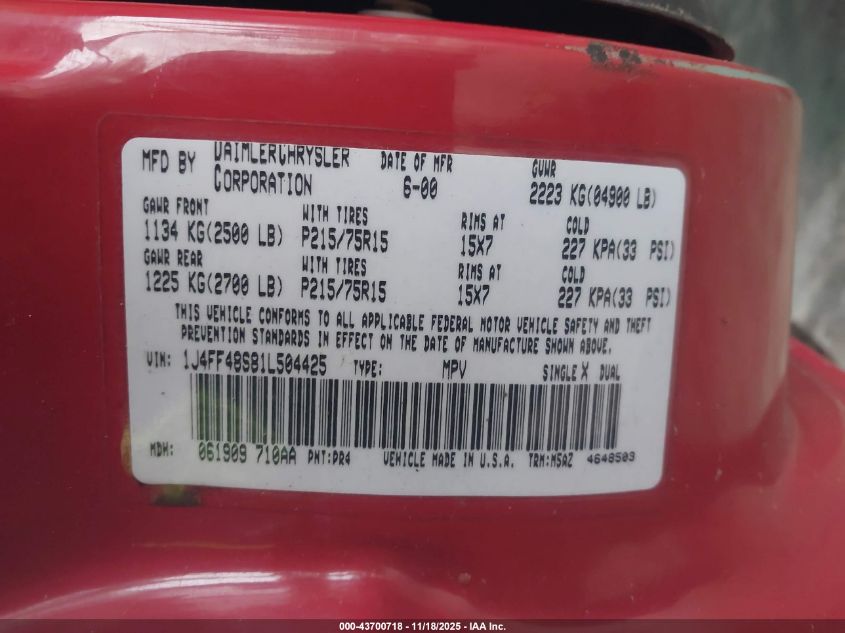 MFD BY DAIMLERCHRYSLER CORPORATION DATE OF MFR 6-00 GVWR 2223 KG(04900 LB)
GAWR FRONT WITH TIRES RIMS AT COLD
1134 KG(2500 LB) P215/75R15 15X7 227 KPA(33 PSI)
GAWR REAR WITH TIRES RIMS AT COLD
1225 KG(2700 LB) P215/75R15 15X7 227 KPA(33 PSI)
THIS VEHICLE CONFORMS TO ALL APPLICABLE FEDERAL MOTOR VEHICLE SAFETY AND THEFT
PREVENTION STANDARDS IN EFFECT ON THE DATE OF MANUFACTURE SHOWN ABOVE.
VIN: 1J4FF48S81L504425 TYPE: MPV SINGLE X DUAL
MDH: 061909 710AA PNT:PR4 VEHICLE MADE IN U.S.A. TRM:MSAZ 4648503
000-43700718 - 11/18/2025 - IAA Inc.